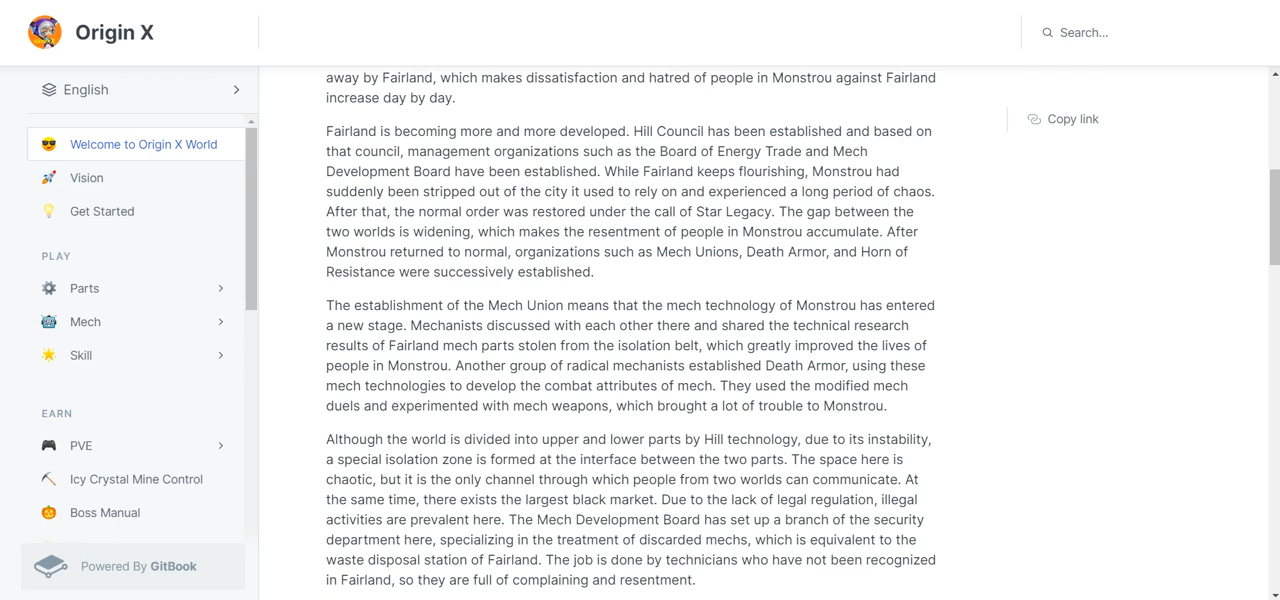 Origin X
Search...
English
Welcome to Origin X World
Vision
Get Started
PLAY
Parts
Mech
Skill
EARN
PVE
Icy Crystal Mine Control
Boss Manual
Powered By GitBook
away by Fairland, which makes dissatisfaction and hatred of people in Monstrou against Fairland
increase day by day.
Fairland is becoming more and more developed. Hill Council has been established and based on
that council, management organizations such as the Board of Energy Trade and Mech
Development Board have been established. While Fairland keeps flourishing, Monstrou had
suddenly been stripped out of the city it used to rely on and experienced a long period of chaos.
After that, the normal order was restored under the call of Star Legacy. The gap between the
two worlds is widening, which makes the resentment of people in Monstrou accumulate. After
Monstrou returned to normal, organizations such as Mech Unions, Death Armor, and Horn of
Resistance were successively established.
The establishment of the Mech Union means that the mech technology of Monstrou has entered
a new stage. Mechanists discussed with each other there and shared the technical research
results of Fairland mech parts stolen from the isolation belt, which greatly improved the lives of
people in Monstrou. Another group of radical mechanists established Death Armor, using these
mech technologies to develop the combat attributes of mech. They used the modified mech
duels and experimented with mech weapons, which brought a lot of trouble to Monstrou.
Although the world is divided into upper and lower parts by Hill technology, due to its instability,
a special isolation zone is formed at the interface between the two parts. The space here is
chaotic, but it is the only channel through which people from two worlds can communicate. At
the same time, there exists the largest black market. Due to the lack of legal regulation, illegal
activities are prevalent here. The Mech Development Board has set up a branch of the security
department here, specializing in the treatment of discarded mechs, which is equivalent to the
waste disposal station of Fairland. The job is done by technicians who have not been recognized
in Fairland, so they are full of complaining and resentment.
Copy link